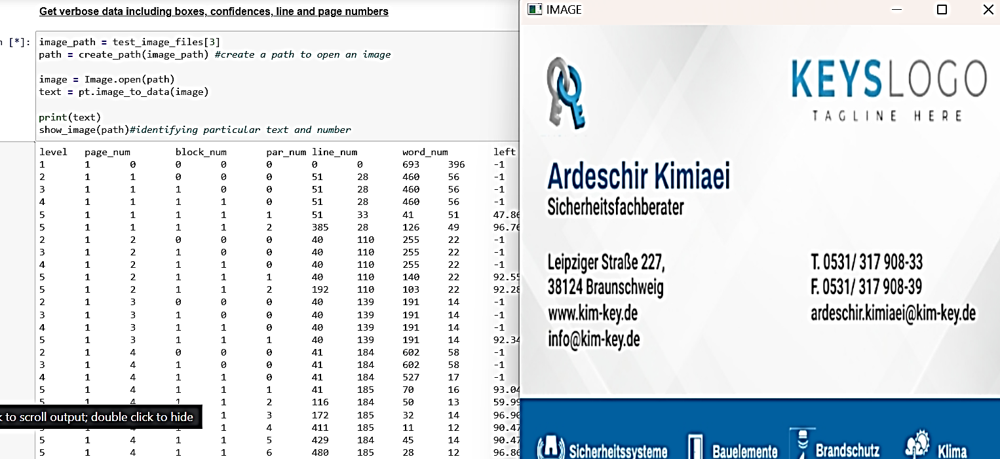 Get verbose data including boxes, confidences, line and page numbers
[*]:
image_path = test_image_files[3]
path = create_path(image_path) #create a path to open an image
image = Image.open(path)
text = pt.image_to_data(image)
print(text)
show_image(path)#identifying particular text and number
level page_num block_num par_num line_num word_num left
1 1 0 0 0 0 0 0 693 396 -1
2 1 1 0 0 0 51 28 460 56 -1
3 1 1 1 0 0 51 28 460 56 -1
4 1 1 1 1 0 51 28 460 56 -1
5 1 1 1 1 1 51 33 41 51 47.86
5 1 1 1 1 2 385 28 126 49 96.76
2 1 2 0 0 0 40 110 255 22 -1
3 1 2 1 0 0 40 110 255 22 -1
4 1 2 1 1 0 40 110 255 22 -1
5 1 2 1 1 1 40 110 140 22 92.55
5 1 2 1 1 2 192 110 103 22 92.28
2 1 3 0 0 0 40 139 191 14 -1
3 1 3 1 0 0 40 139 191 14 -1
4 1 3 1 1 0 40 139 191 14 -1
5 1 3 1 1 1 40 139 191 14 92.34
2 1 4 0 0 0 41 184 602 58 -1
3 1 4 1 0 0 41 184 602 58 -1
4 1 4 1 1 0 41 184 527 17 -1
5 1 4 1 1 1 41 185 70 16 93.04
5 1 4 1 1 2 116 184 50 13 59.99
1 3 172 185 32 14 96.90
1 4 411 185 11 12 90.47
5 1 4 1 1 5 429 184 45 14 90.47
5 1 4 1 1 6 480 185 28 12 96.86
to scroll output; double click to hide
IMAGE
KEYSLOGO
TAGLINE HERE
Ardeschir Kimiaei
Sicherheitsfachberater
Leipziger Straße 227,
38124 Braunschweig
www.kim-key.de
info@kim-key.de
T. 0531/ 317 908-33
F. 0531/ 317 908-39
ardeschir.kimiaei@kim-key.de
Sicherheitssysteme
Bauelemente
Brandschutz
Klima